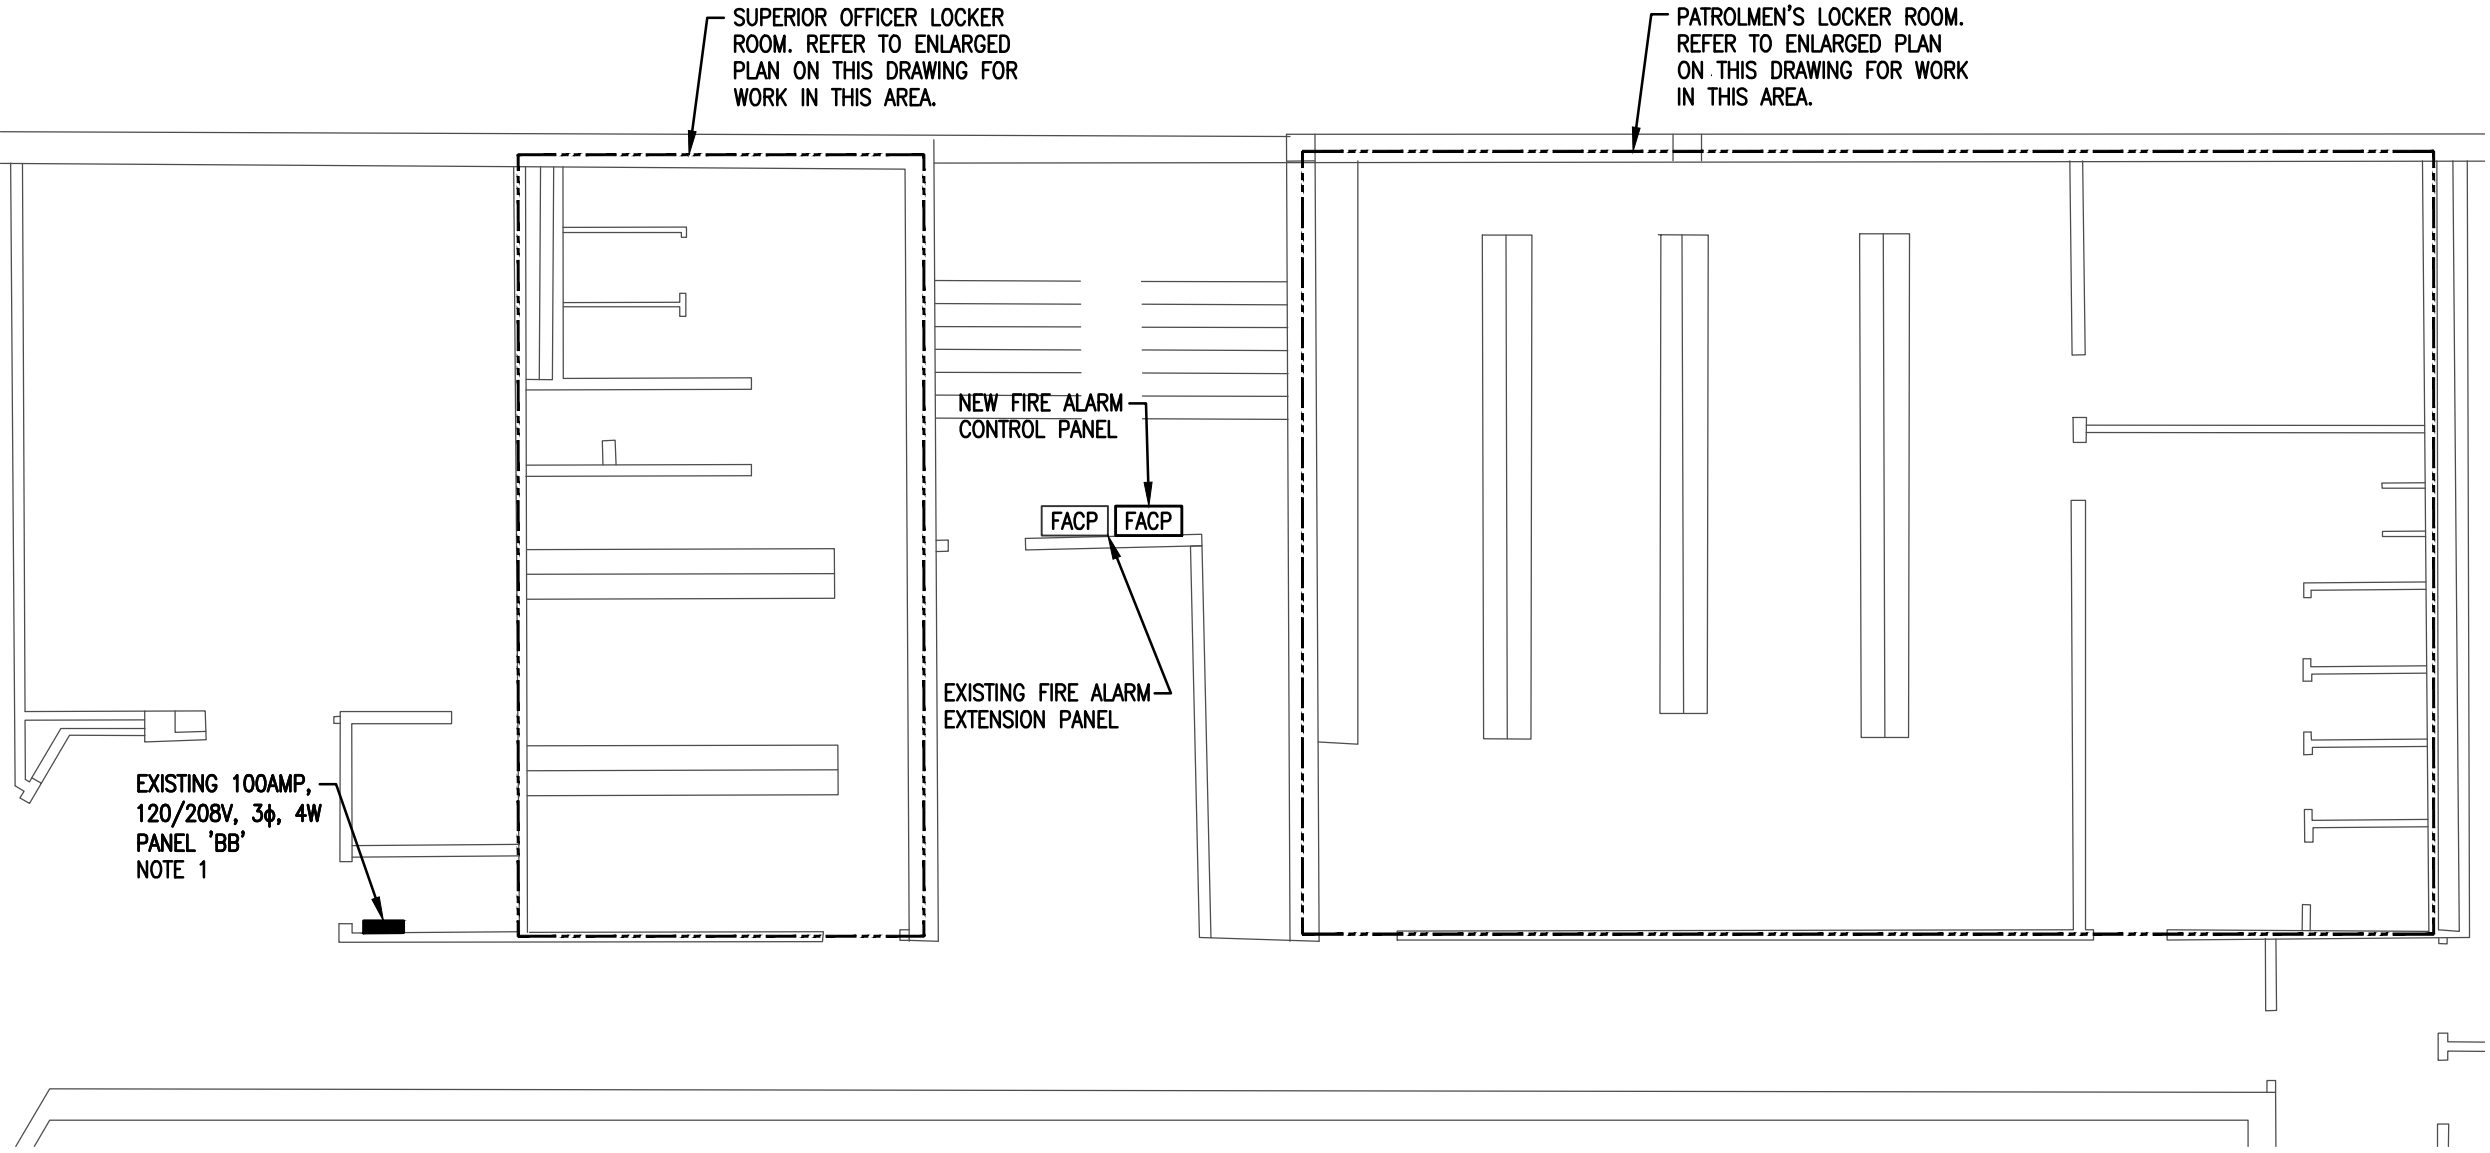 SUPERIOR OFFICER LOCKER
ROOM. REFER TO ENLARGED
PLAN ON THIS DRAWING FOR
WORK IN THIS AREA.
PATROLMEN'S LOCKER ROOM.
REFER TO ENLARGED PLAN
ON THIS DRAWING FOR WORK
IN THIS AREA.
NEW FIRE ALARM
CONTROL PANEL
FACP
FACP
EXISTING FIRE ALARM
EXTENSION PANEL
EXISTING 100AMP,
120/208V, 3ϕ, 4W
PANEL 'BB'
NOTE 1